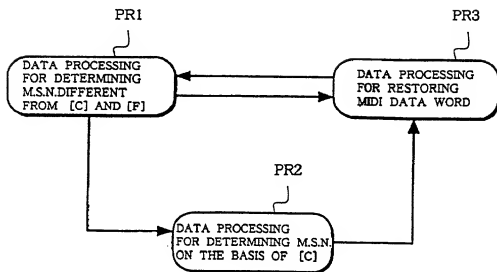 PR1
DATA PROCESSING
FOR DETERMINING
M.S.N.DIFFERENT
FROM [C] AND [F]
PR3
DATA PROCESSING
FOR RESTORING
MIDI DATA WORD
PR2
DATA PROCESSING
FOR DETERMINING M.S.N.
ON THE BASIS OF [C]